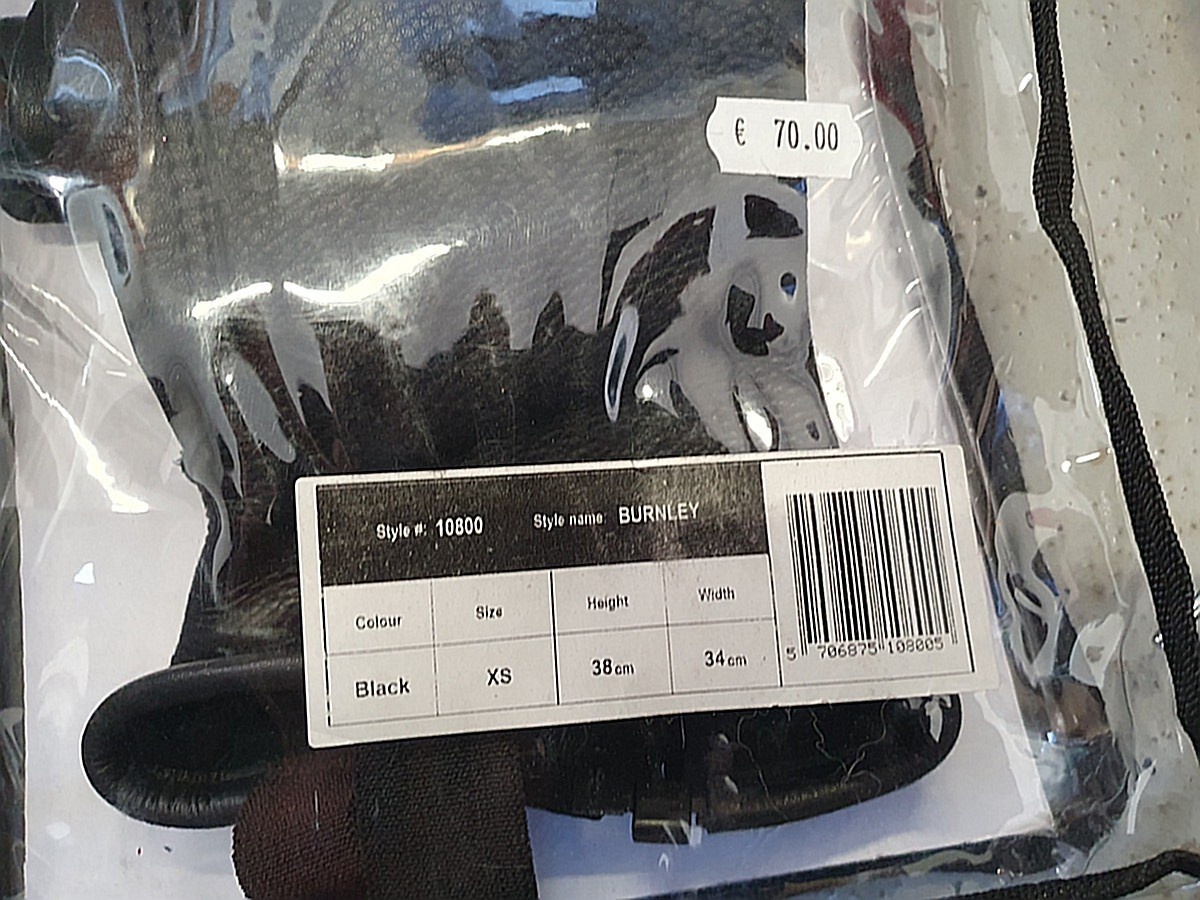 € 70.00
Style #: 10800 Style name: BURNLEY
Colour Size Height Width
Black XS 38cm 34cm
5 706875 108005